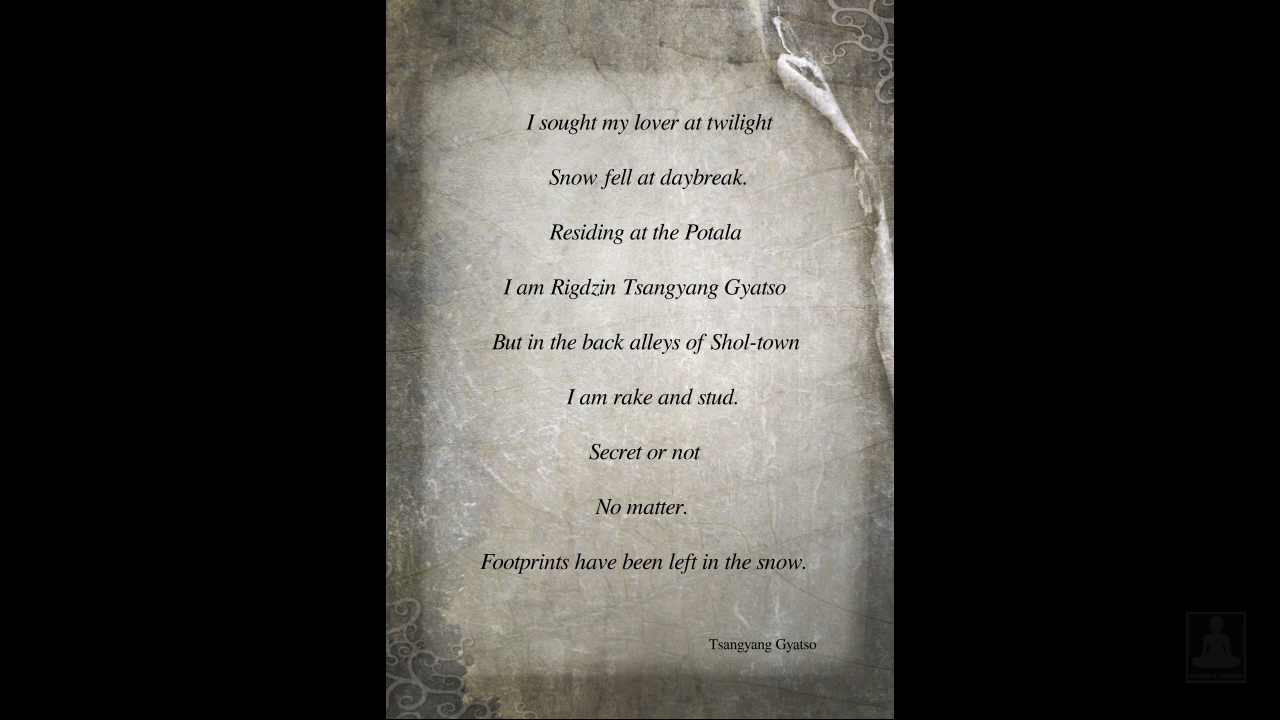 I sought my lover at twilight
Snow fell at daybreak.
Residing at the Potala
I am Rigdzin Tsangyang Gyatso
But in the back alleys of Shol-town
I am rake and stud.
Secret or not
No matter.
Footprints have been left in the snow.
Tsangyang Gyatso